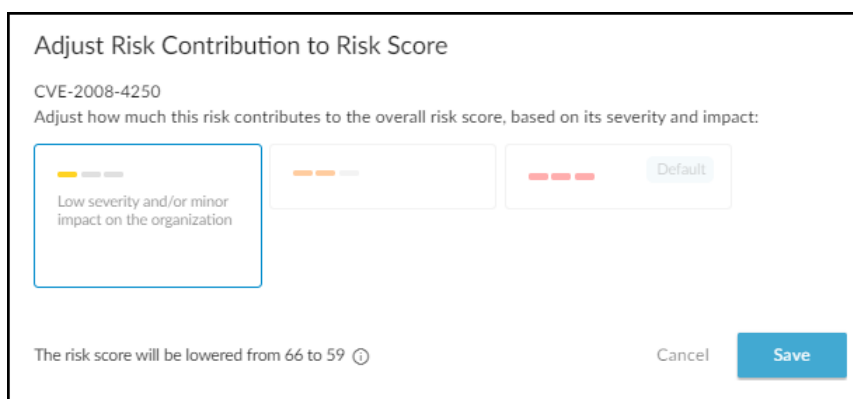 Adjust Risk Contribution to Risk Score
CVE-2008-4250
Adjust how much this risk contributes to the overall risk score, based on its severity and impact:
Default
Low severity and/or minor
impact on the organization
The risk score will be lowered from 66 to 59
Cancel
Save